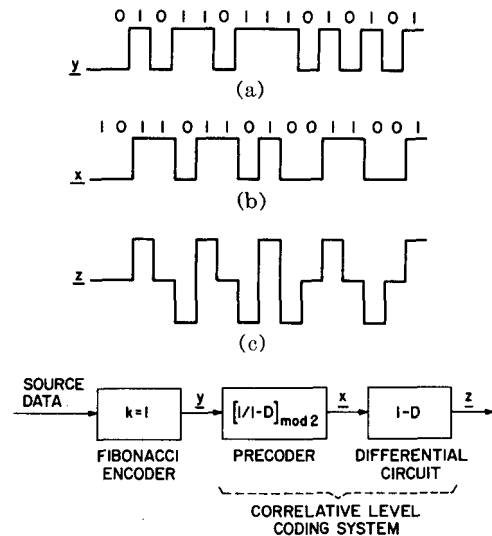 0 1 0 1 1 0 1 1 1 0 1 0 1 0 1
y
(a)
1 0 1 1 0 1 1 0 1 0 0 1 1 0 0 1
x
(b)
z
(c)
SOURCE DATA
k=1
y
[1/1-D]mod 2
x
1-D
z
FIBONACCI ENCODER
PRECODER
DIFFERENTIAL CIRCUIT
CORRELATIVE LEVEL
CODING SYSTEM